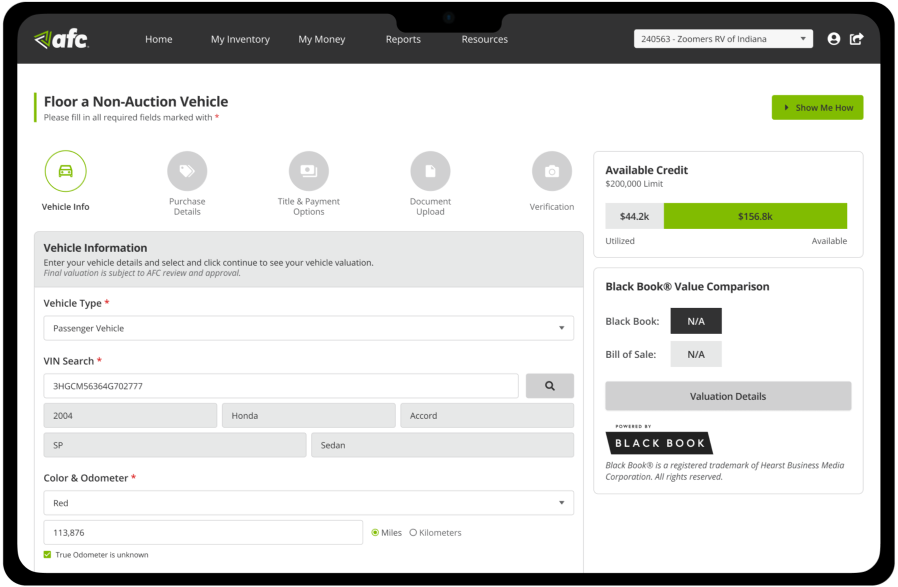 afc
Home
My Inventory
My Money
Reports
Resources
240563 - Zoomers RV of Indiana
Floor a Non-Auction Vehicle
Please fill in all required fields marked with *
Show Me How
Vehicle Info
Purchase
Details
Title & Payment
Options
Document
Upload
Verification
Vehicle Information
Enter your vehicle details and select and click continue to see your vehicle valuation.
Final valuation is subject to AFC review and approval.
Vehicle Type *
Passenger Vehicle
VIN Search *
3HGCM56364G702777
2004
Honda
Accord
SP
Sedan
Color & Odometer *
Red
113,876
Miles
Kilometers
True Odometer is unknown
Available Credit
$200,000 Limit
$44.2k
$156.8k
Utilized
Available
Black Book® Value Comparison
Black Book:
N/A
Bill of Sale:
N/A
Valuation Details
POWERED BY
BLACK BOOK
Black Book® is a registered trademark of Hearst Business Media
Corporation. All rights reserved.